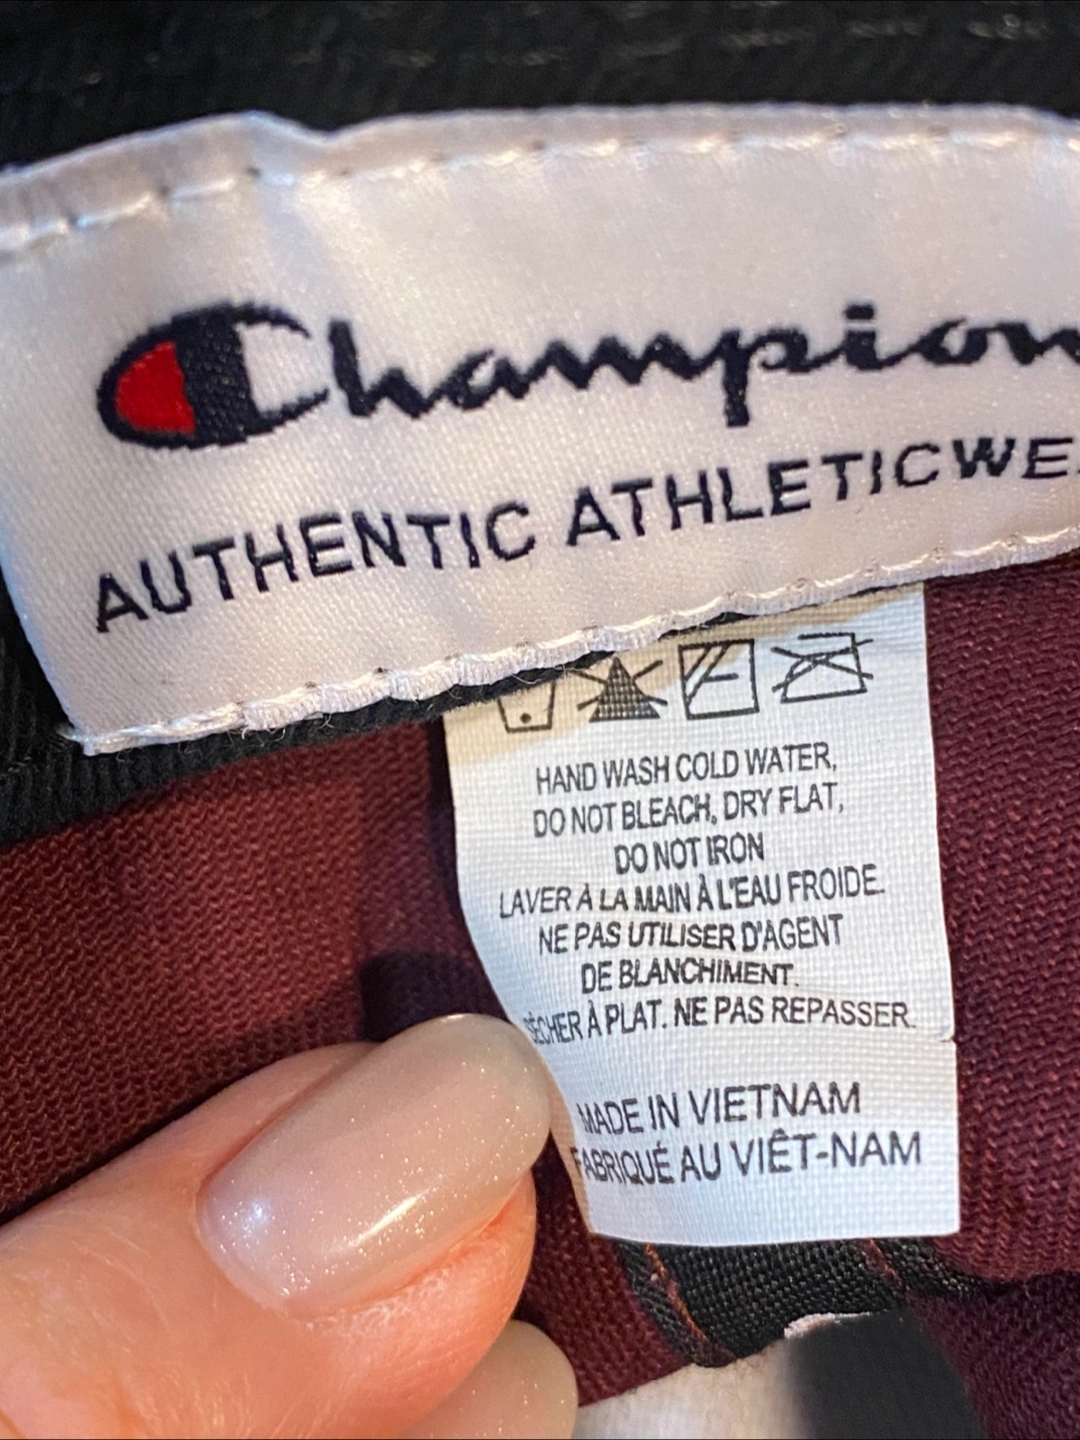 Champion
AUTHENTIC ATHLETICWE
HAND WASH COLD WATER,
DO NOT BLEACH, DRY FLAT,
DO NOT IRON
LAVER À LA MAIN À L'EAU FROIDE.
NE PAS UTILISER D'AGENT
DE BLANCHIMENT.
SÉCHER À PLAT. NE PAS REPASSER.
MADE IN VIETNAM
FABRIQUÉ AU VIÊT-NAM